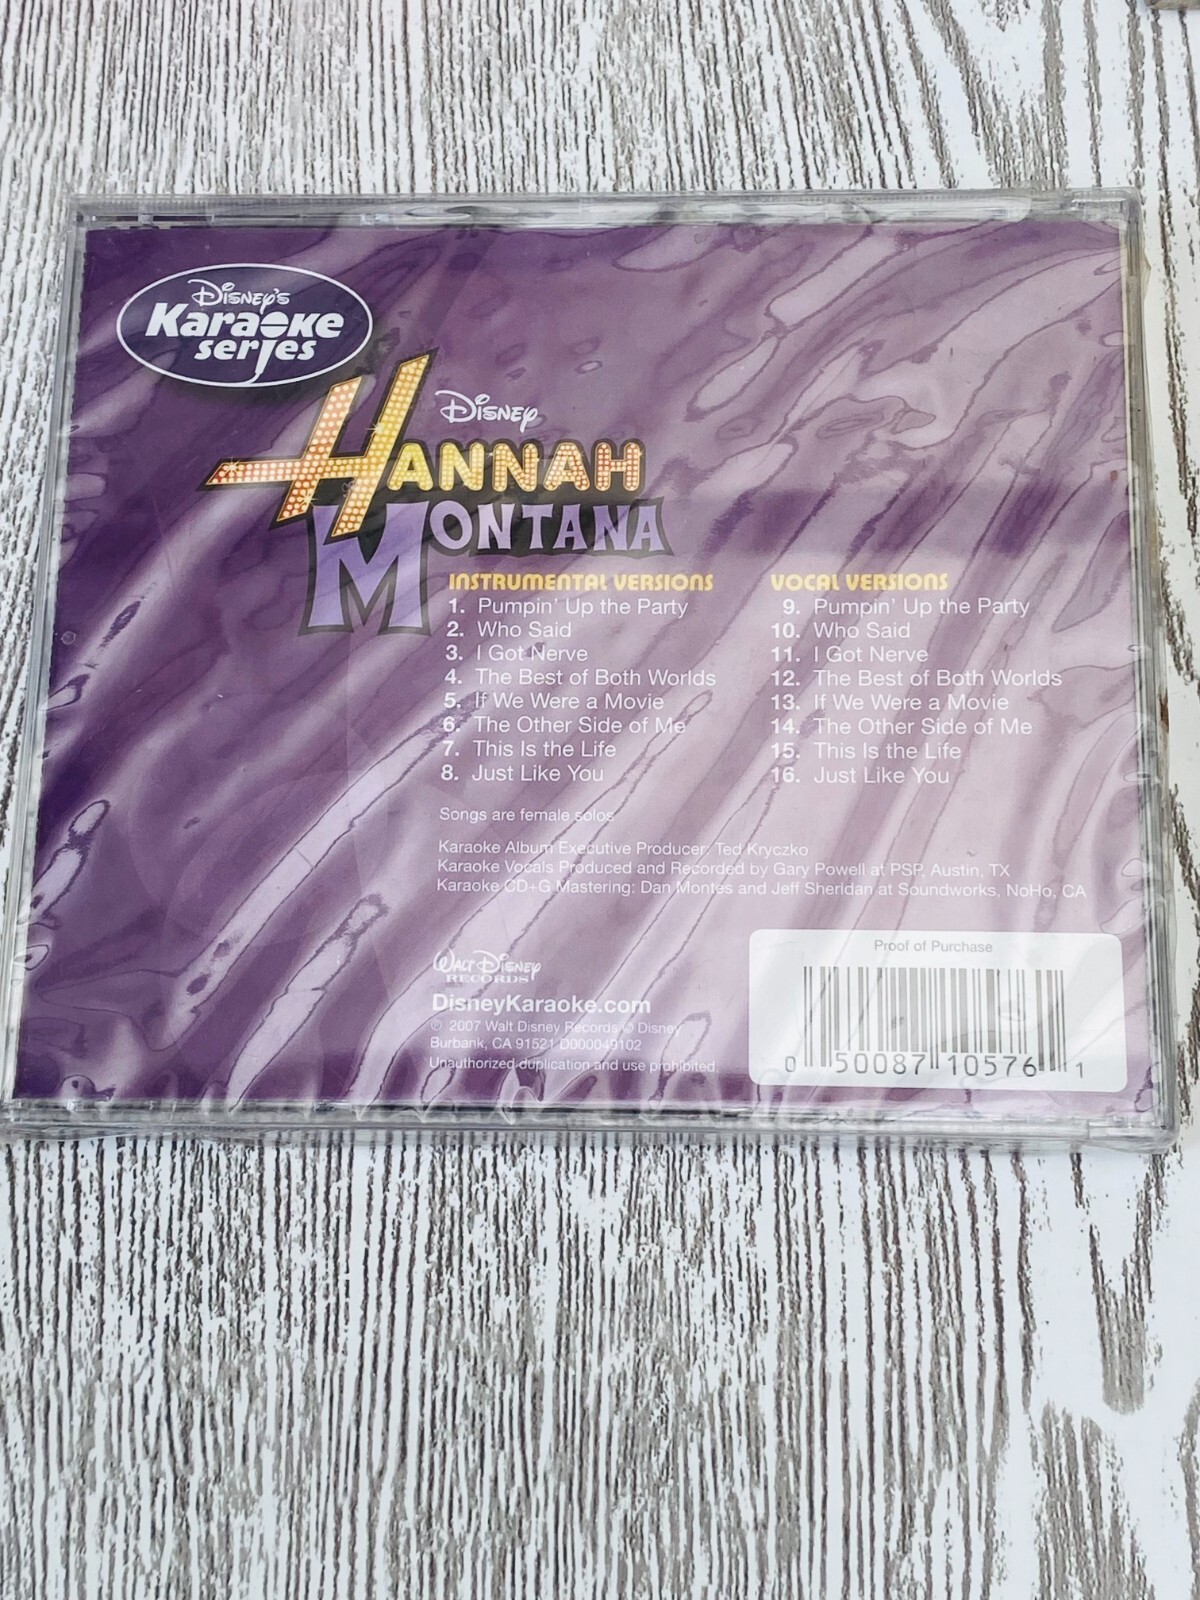 Disney's
Karaoke
series
Disney
Hannah
Montana
INSTRUMENTAL VERSIONS
1. Pumpin' Up the Party
2. Who Said
3. I Got Nerve
4. The Best of Both Worlds
5. If We Were a Movie
6. The Other Side of Me
7. This Is the Life
8. Just Like You
VOCAL VERSIONS
9. Pumpin' Up the Party
10. Who Said
11. I Got Nerve
12. The Best of Both Worlds
13. If We Were a Movie
14. The Other Side of Me
15. This Is the Life
16. Just Like You
Songs are female solos
Karaoke Album Executive Producer: Ted Kryczko
Karaoke Vocals Produced and Recorded by Gary Powell at PSP, Austin, TX
Karaoke CD+G Mastering: Dan Montes and Jeff Sheridan at Soundworks, NoHo, CA
Walt Disney
RECORDS
DisneyKaraoke.com
℗ 2007 Walt Disney Records © Disney
Burbank, CA 91521 D000049102
Unauthorized duplication and use prohibited.
Proof of Purchase
0 50087 10576 1